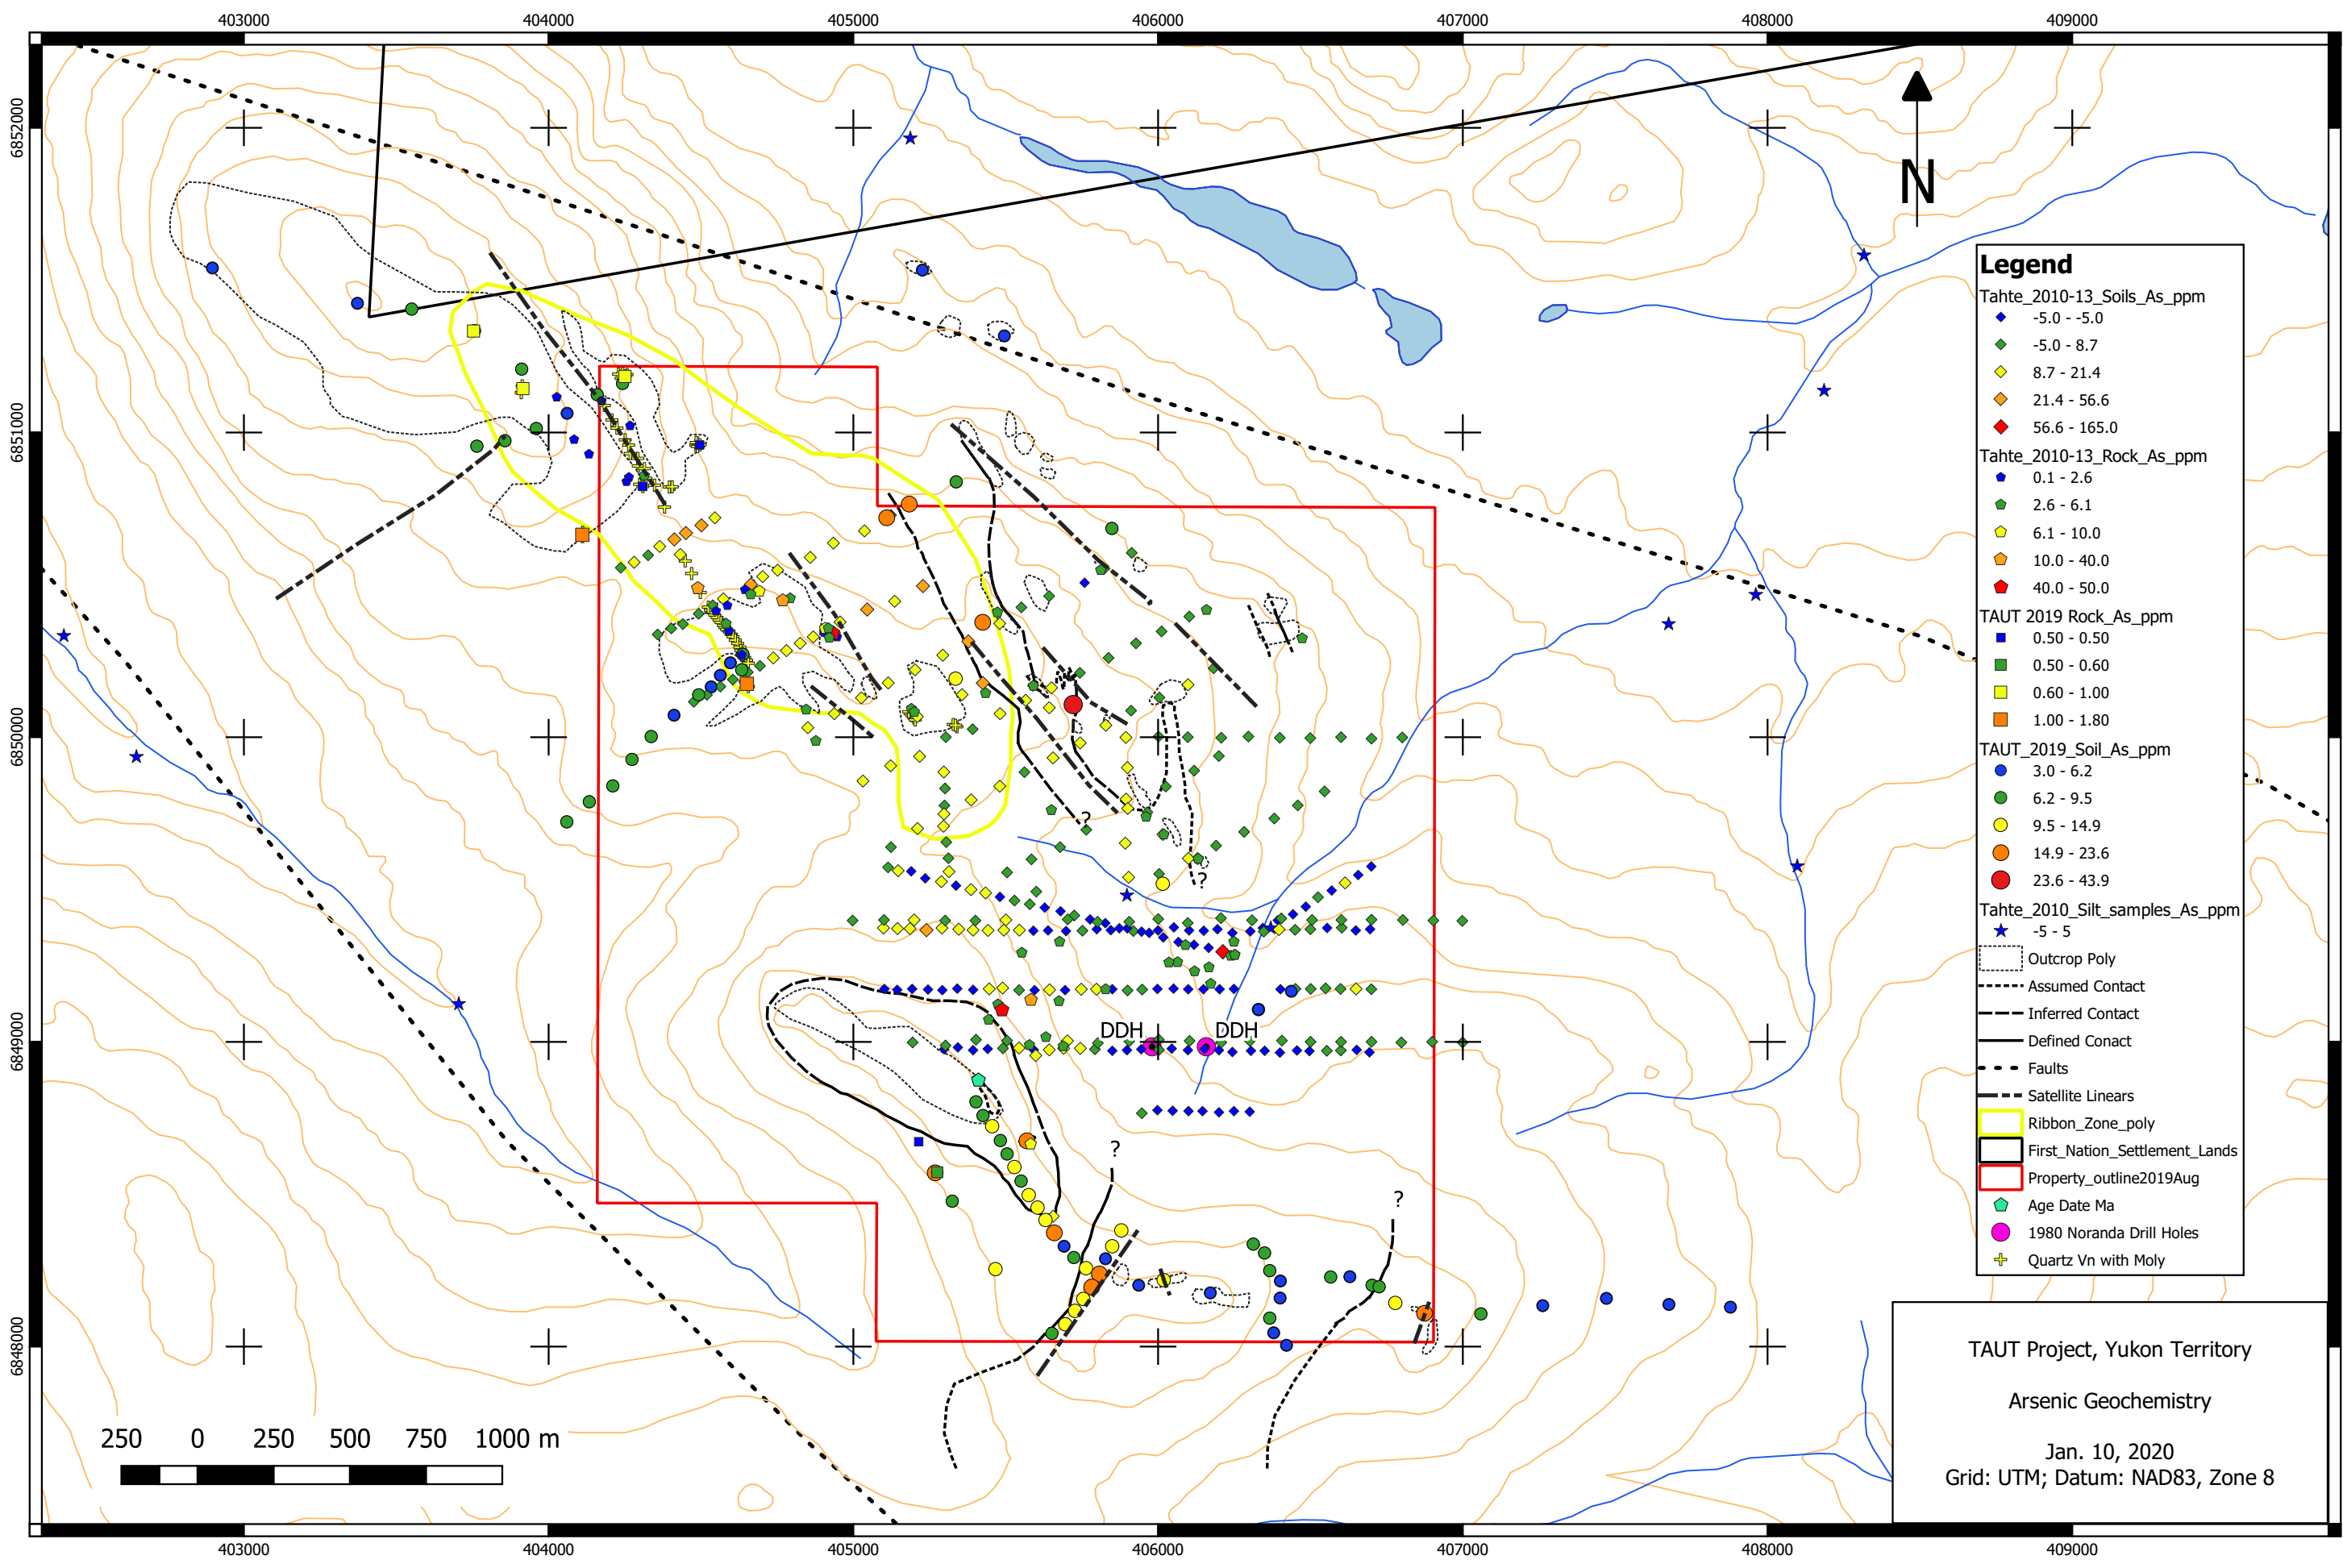 403000 404000 405000 406000 407000 408000 409000
6852000
6851000
6850000
6849000
6848000
N
?
?
DDH DDH
?
?
Legend
Tahte_2010-13_Soils_As_ppm
-5.0 - -5.0
-5.0 - 8.7
8.7 - 21.4
21.4 - 56.6
56.6 - 165.0
Tahte_2010-13_Rock_As_ppm
0.1 - 2.6
2.6 - 6.1
6.1 - 10.0
10.0 - 40.0
40.0 - 50.0
TAUT 2019 Rock_As_ppm
0.50 - 0.50
0.50 - 0.60
0.60 - 1.00
1.00 - 1.80
TAUT_2019_Soil_As_ppm
3.0 - 6.2
6.2 - 9.5
9.5 - 14.9
14.9 - 23.6
23.6 - 43.9
Tahte_2010_Silt_samples_As_ppm
-5 - 5
Outcrop Poly
Assumed Contact
Inferred Contact
Defined Conact
Faults
Satellite Linears
Ribbon_Zone_poly
First_Nation_Settlement_Lands
Property_outline2019Aug
Age Date Ma
1980 Noranda Drill Holes
Quartz Vn with Moly
250 0 250 500 750 1000 m
TAUT Project, Yukon Territory
Arsenic Geochemistry
Jan. 10, 2020
Grid: UTM; Datum: NAD83, Zone 8
403000 404000 405000 406000 407000 408000 409000